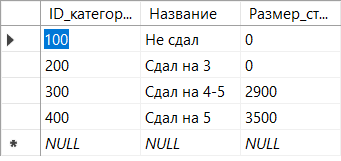 ID_категор... Название Размер_ст...
100 Не сдал 0
200 Сдал на 3 0
300 Сдал на 4-5 2900
400 Сдал на 5 3500
NULL NULL NULL